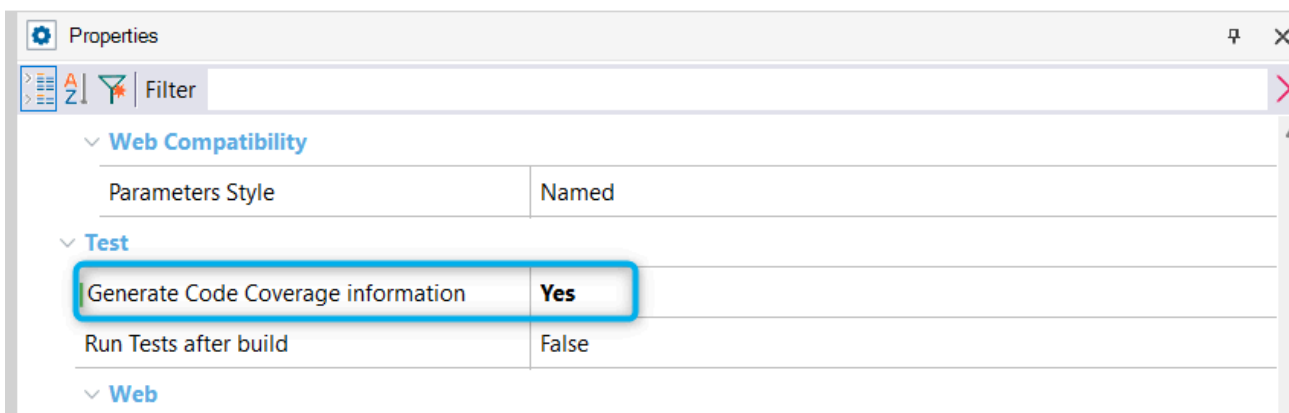 Properties
Filter
Web Compatibility
Parameters Style Named
Test
Generate Code Coverage information Yes
Run Tests after build False
Web